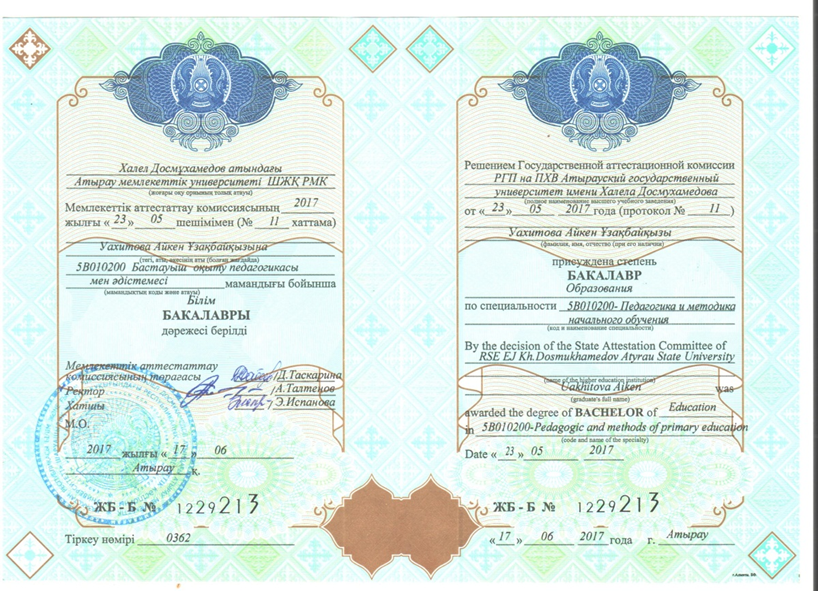 Халел Досмұхамедов атындағы
Атырау мемлекеттік университеті ШЖҚ РМК
(жоғары оқу орнының толық атауы)
Мемлекеттік аттестаттау комиссиясының 2017
жылғы « 23 » 05 шешімімен (№ 11 хаттама)
Уахитова Айкен Ұзақбайқызына
(тегі, аты, әкесінің аты (болған жағдайда)
5В010200 Бастауыш оқыту педагогикасы
мен әдістемесі мамандығы бойынша
(мамандықтың коды және атауы)
Білім
БАКАЛАВРЫ
дәрежесі берілді
Мемлекеттік аттестаттау
комиссиясының төрағасы /Д.Таскарина
Ректор /А.Талтенов
Хатшы /Э.Испанова
М.О.
2017 жылғы « 17 » 06
Атырау қ.
ЖБ - Б № 1229213
Тіркеу нөмірі 0362
Решением Государственной аттестационной комиссии
РГП на ПХВ Атырауский государственный
университет имени Халела Досмухамедова
(полное наименование высшего учебного заведения)
от « 23 » 05 2017 года (протокол № 11 )
Уахитова Айкен Ұзақбайқызы
(фамилия, имя, отчество (при его наличии)
присуждена степень
БАКАЛАВР
Образования
по специальности 5В010200- Педагогика и методика
начального обучения
(код и наименование специальности)
By the decision of the State Attestation Committee of
RSE EJ Kh.Dosmukhamedov Atyrau State University
(name of the higher education institution)
Uakhitova Aiken was
(graduate's full name)
awarded the degree of BACHELOR of Education
in 5B010200-Pedagogic and methods of primary education
(code and name of the specialty)
Date « 23 » 05 2017
ЖБ - Б № 1229213
« 17 » 06 2017 года г. Атырау